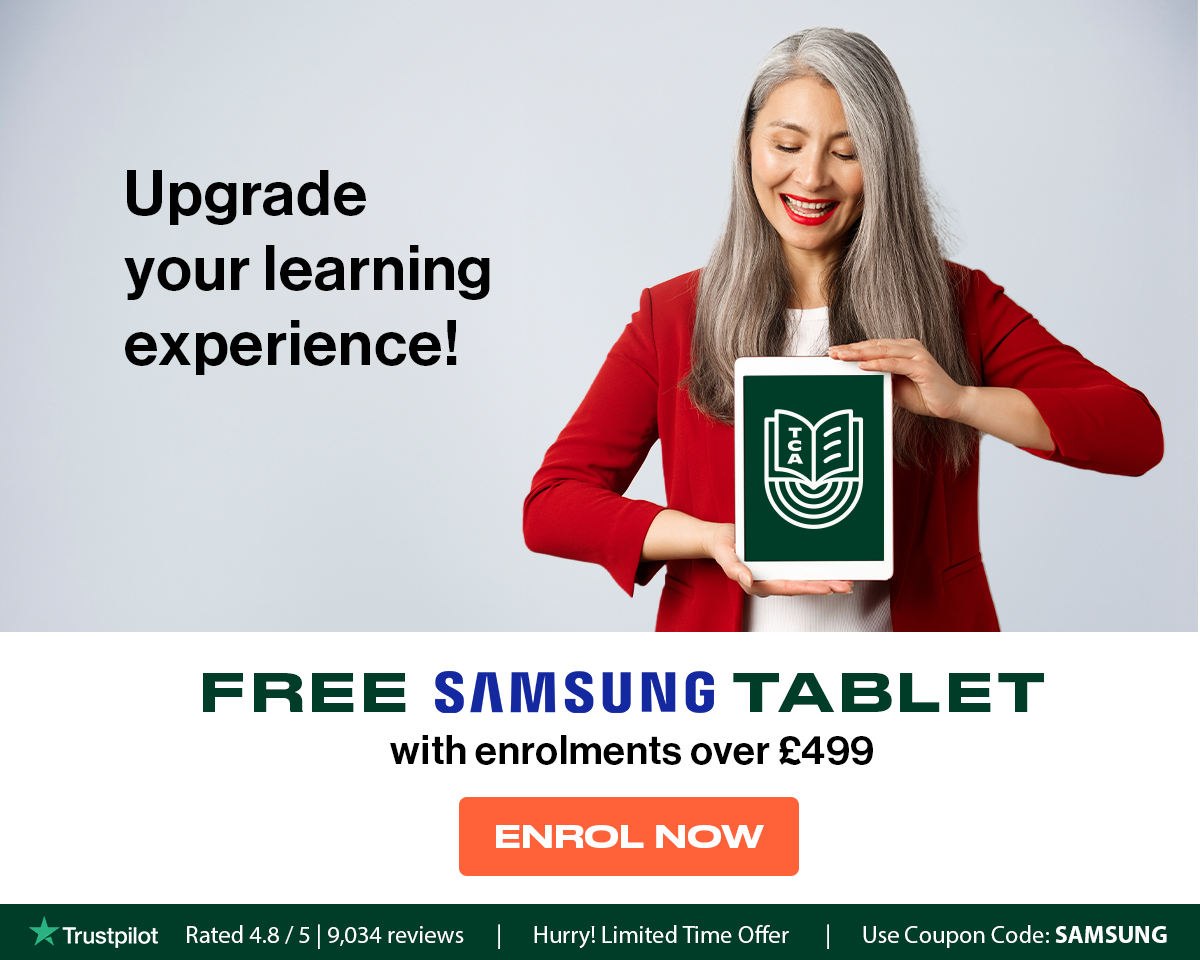 Upgrade
your learning
experience!
TCA
FREE SAMSUNG TABLET
with enrolments over £499
ENROL NOW
Trustpilot Rated 4.8 / 5 | 9,034 reviews | Hurry! Limited Time Offer | Use Coupon Code: SAMSUNG